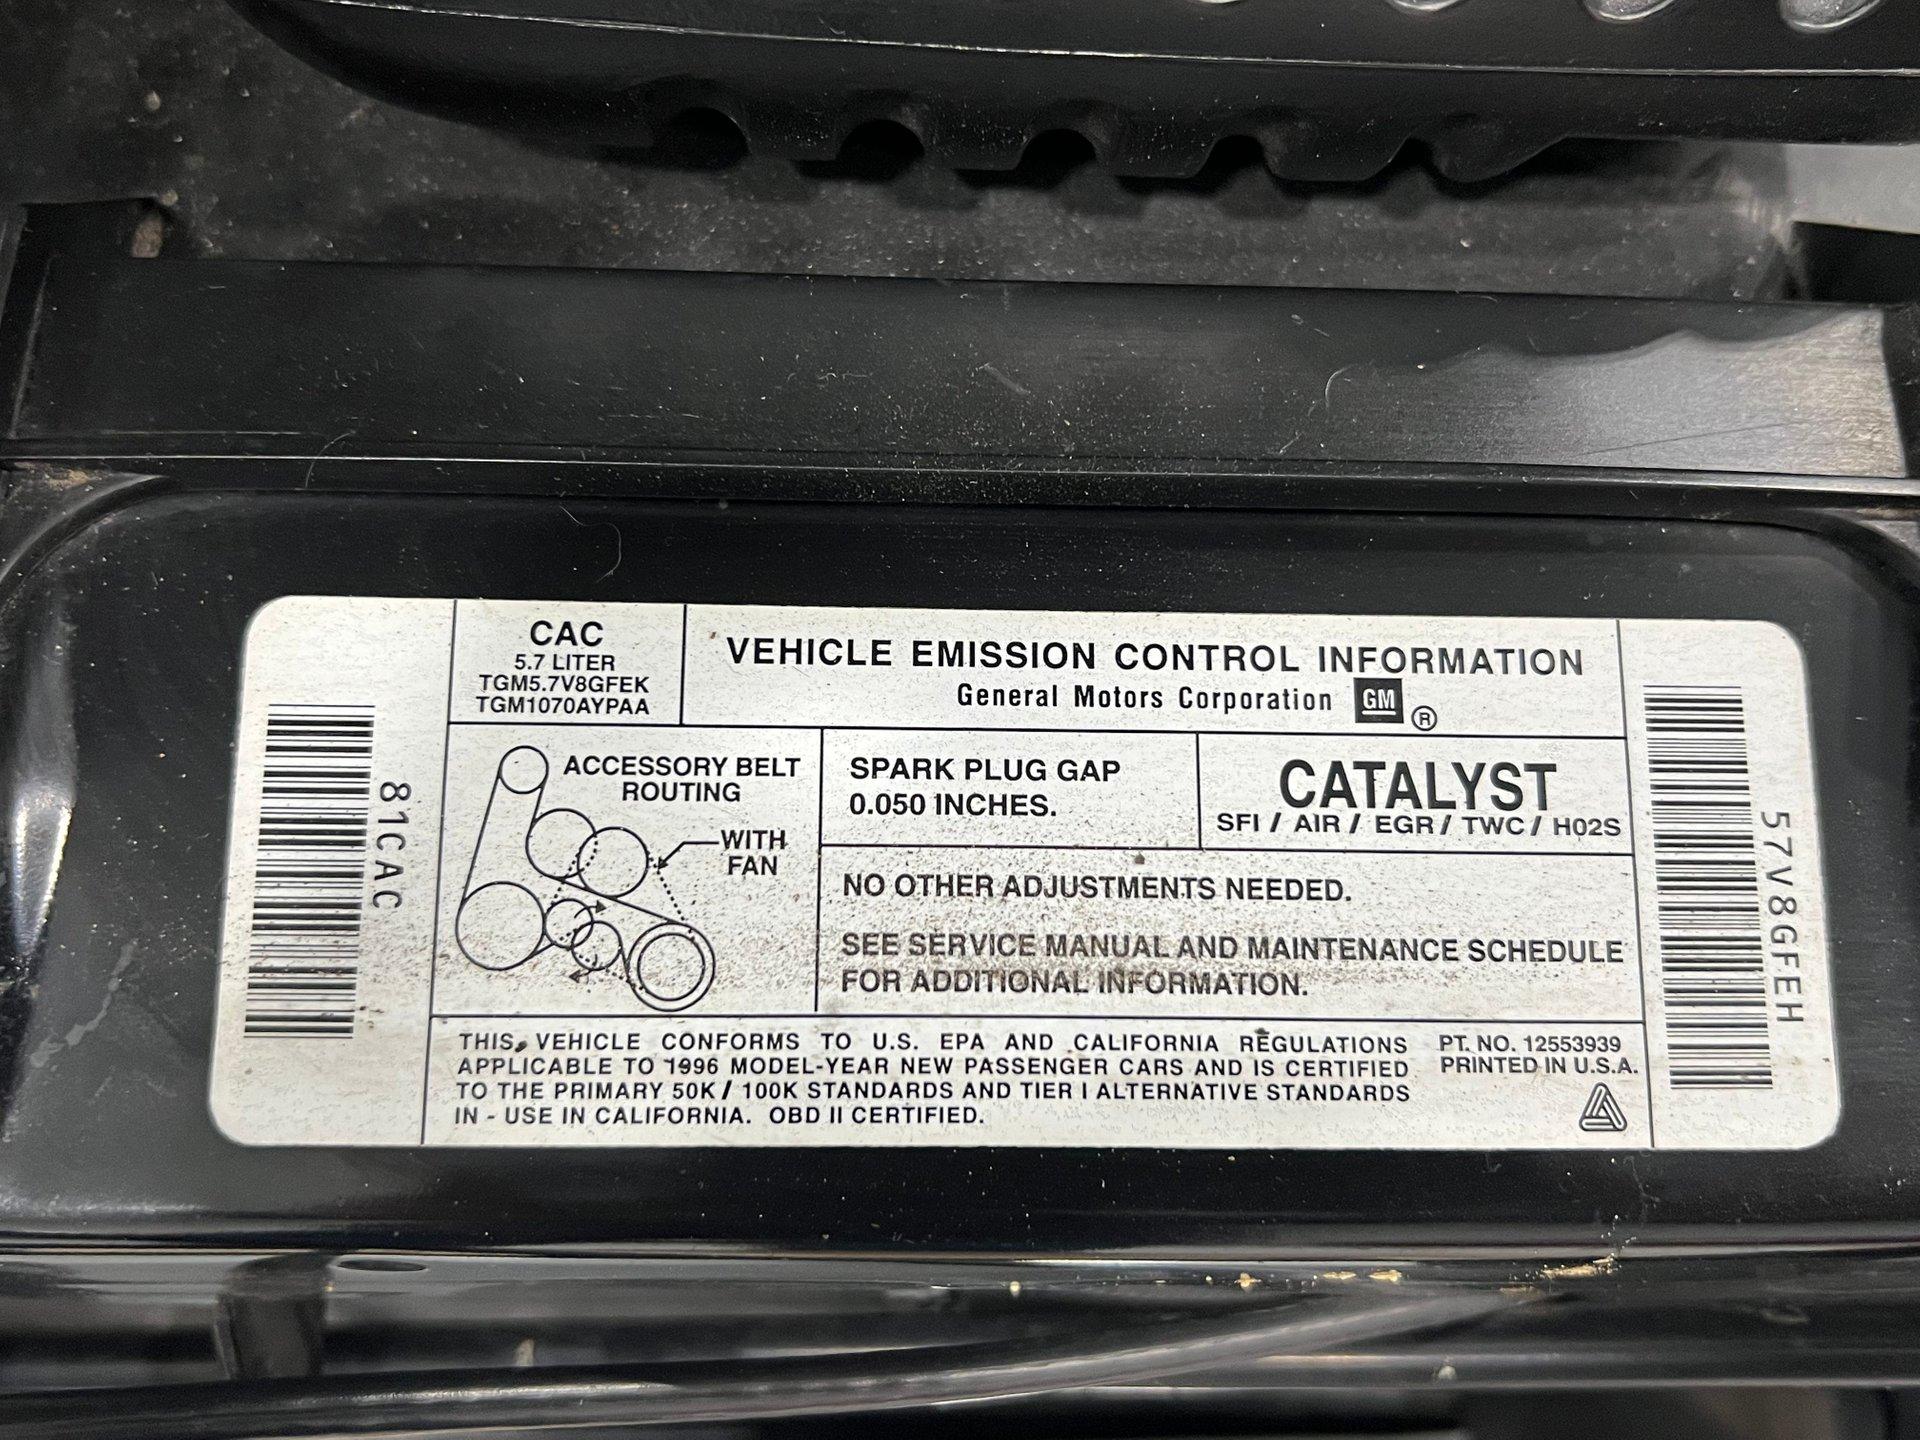 CAC
5.7 LITER
TGM5.7V8GFEK
TGM1070AYPAA
VEHICLE EMISSION CONTROL INFORMATION
General Motors Corporation GM ®
81CAC
ACCESSORY BELT
ROUTING
WITH
FAN
SPARK PLUG GAP
0.050 INCHES.
CATALYST
SFI / AIR / EGR / TWC / H02S
NO OTHER ADJUSTMENTS NEEDED.
SEE SERVICE MANUAL AND MAINTENANCE SCHEDULE
FOR ADDITIONAL INFORMATION.
57V8GFEH
THIS VEHICLE CONFORMS TO U.S. EPA AND CALIFORNIA REGULATIONS
APPLICABLE TO 1996 MODEL-YEAR NEW PASSENGER CARS AND IS CERTIFIED
TO THE PRIMARY 50K / 100K STANDARDS AND TIER I ALTERNATIVE STANDARDS
IN - USE IN CALIFORNIA. OBD II CERTIFIED.
PT. NO. 12553939
PRINTED IN U.S.A.